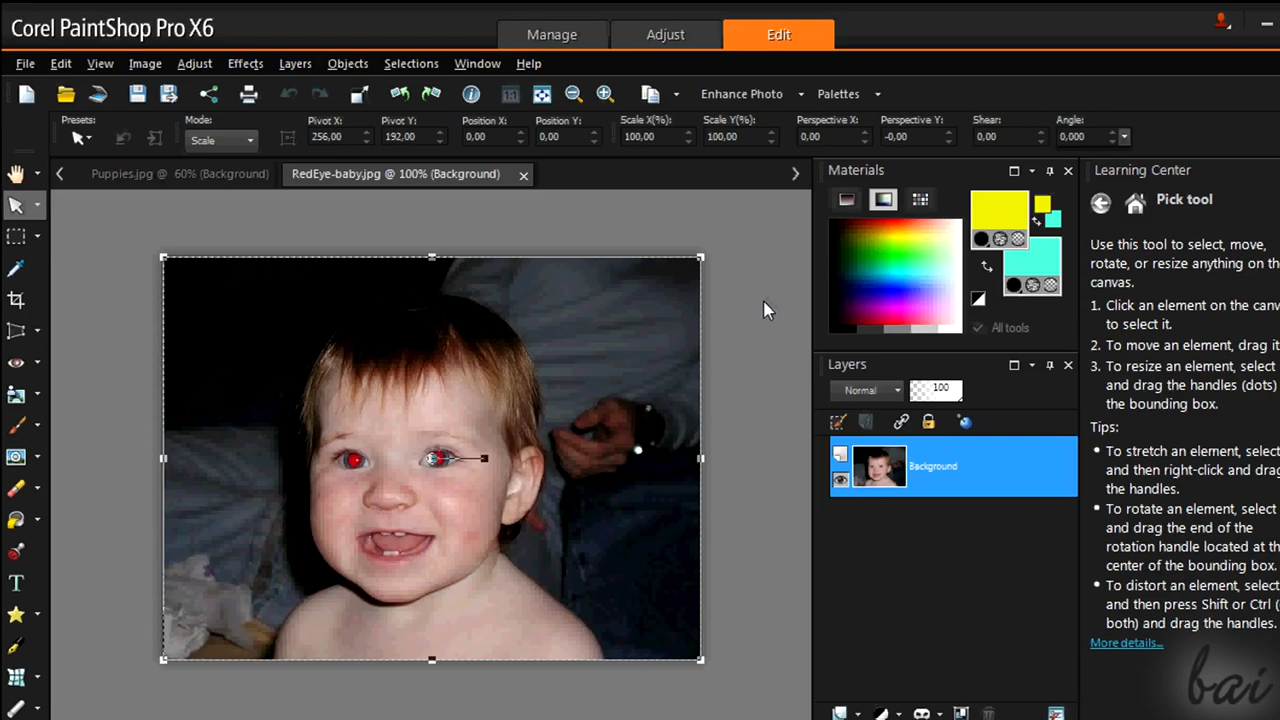 Corel PaintShop Pro X6
Manage Adjust Edit
File Edit View Image Adjust Effects Layers Objects Selections Window Help
Enhance Photo Palettes
Presets: Mode: Pivot X: Pivot Y: Position X: Position Y: Scale X(%): Scale Y(%): Perspective X: Perspective Y: Shear: Angle:
Scale 256,00 192,00 0,00 0,00 100,00 100,00 0,00 -0,00 0,00 0,000
Puppies.jpg @ 60% (Background) RedEye-baby.jpg @ 100% (Background)
Materials
All tools
Layers
Normal 100
Background
Learning Center
Pick tool
Use this tool to select, move,
rotate, or resize anything on the
canvas.
1. Click an element on the canv
to select it.
2. To move an element, drag it
3. To resize an element, select
and drag the handles (dots)
the bounding box.
Tips:
• To stretch an element, select
and then right-click and drag
the handles.
• To rotate an element, select
and drag the end of the
rotation handle located at th
center of the bounding box.
• To distort an element, select
and then press Shift or Ctrl (
both) and drag the handles.
More details...
bai